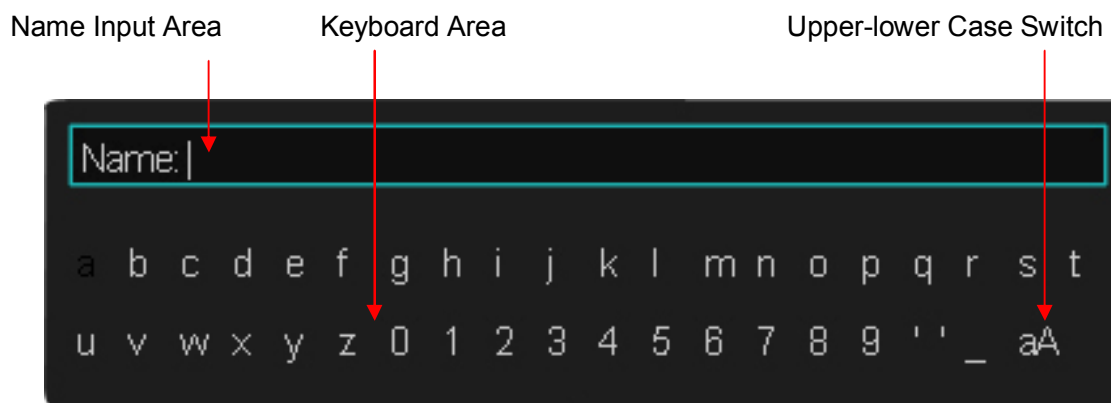 Name Input Area Keyboard Area Upper-lower Case Switch
Name:
a b c d e f g h i j k l m n o p q r s t
u v w x y z 0 1 2 3 4 5 6 7 8 9 ' ' _ aA